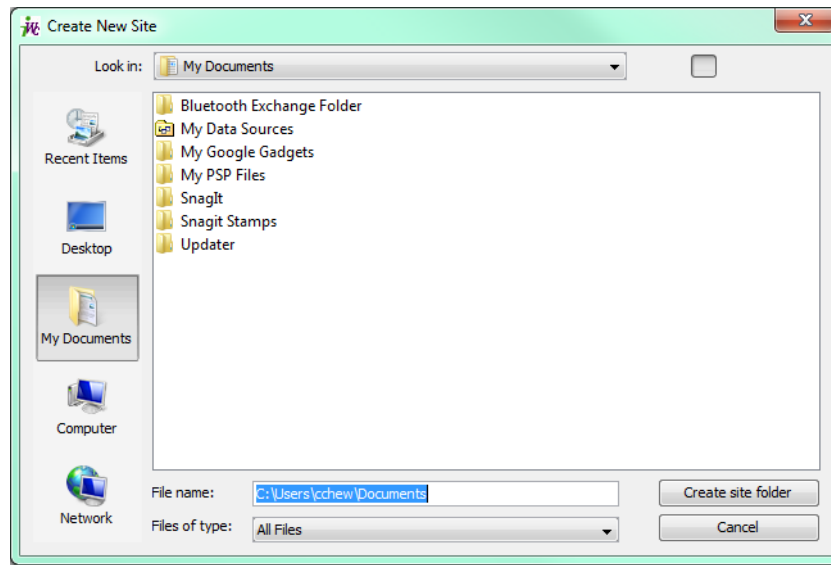 Create New Site
Look in:
My Documents
Recent Items
Desktop
My Documents
Computer
Network
Bluetooth Exchange Folder
My Data Sources
My Google Gadgets
My PSP Files
SnagIt
Snagit Stamps
Updater
File name:
C:\Users\cchew\Documents
Create site folder
Files of type:
All Files
Cancel